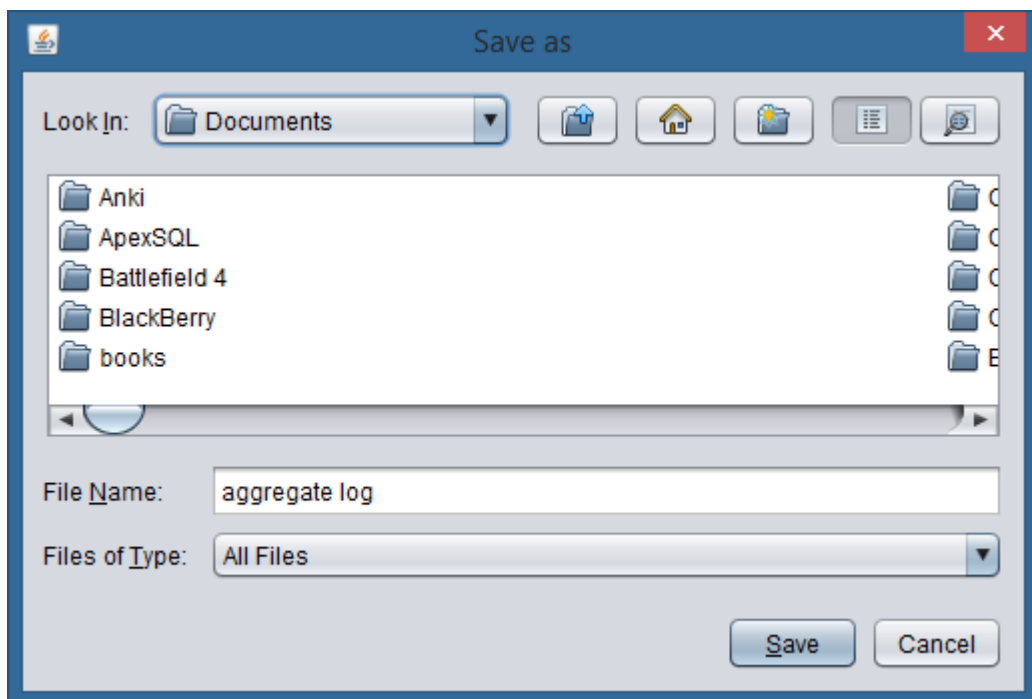 Save as
Look In: Documents
Anki
ApexSQL
Battlefield 4
BlackBerry
books
File Name: aggregate log
Files of Type: All Files
Save Cancel